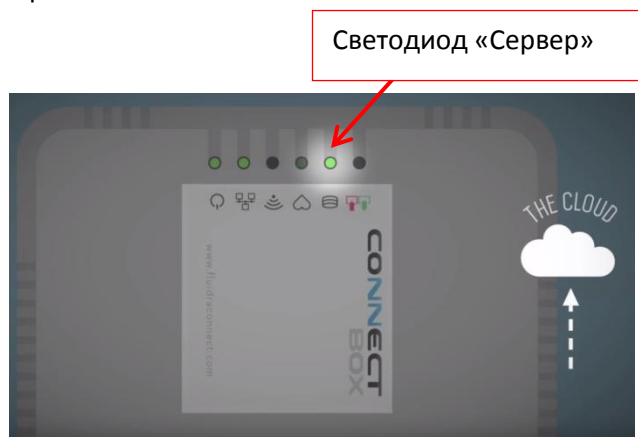 Светодиод «Сервер»
THE CLOUD
CONNECT
BOX
www.fluidraconnect.com